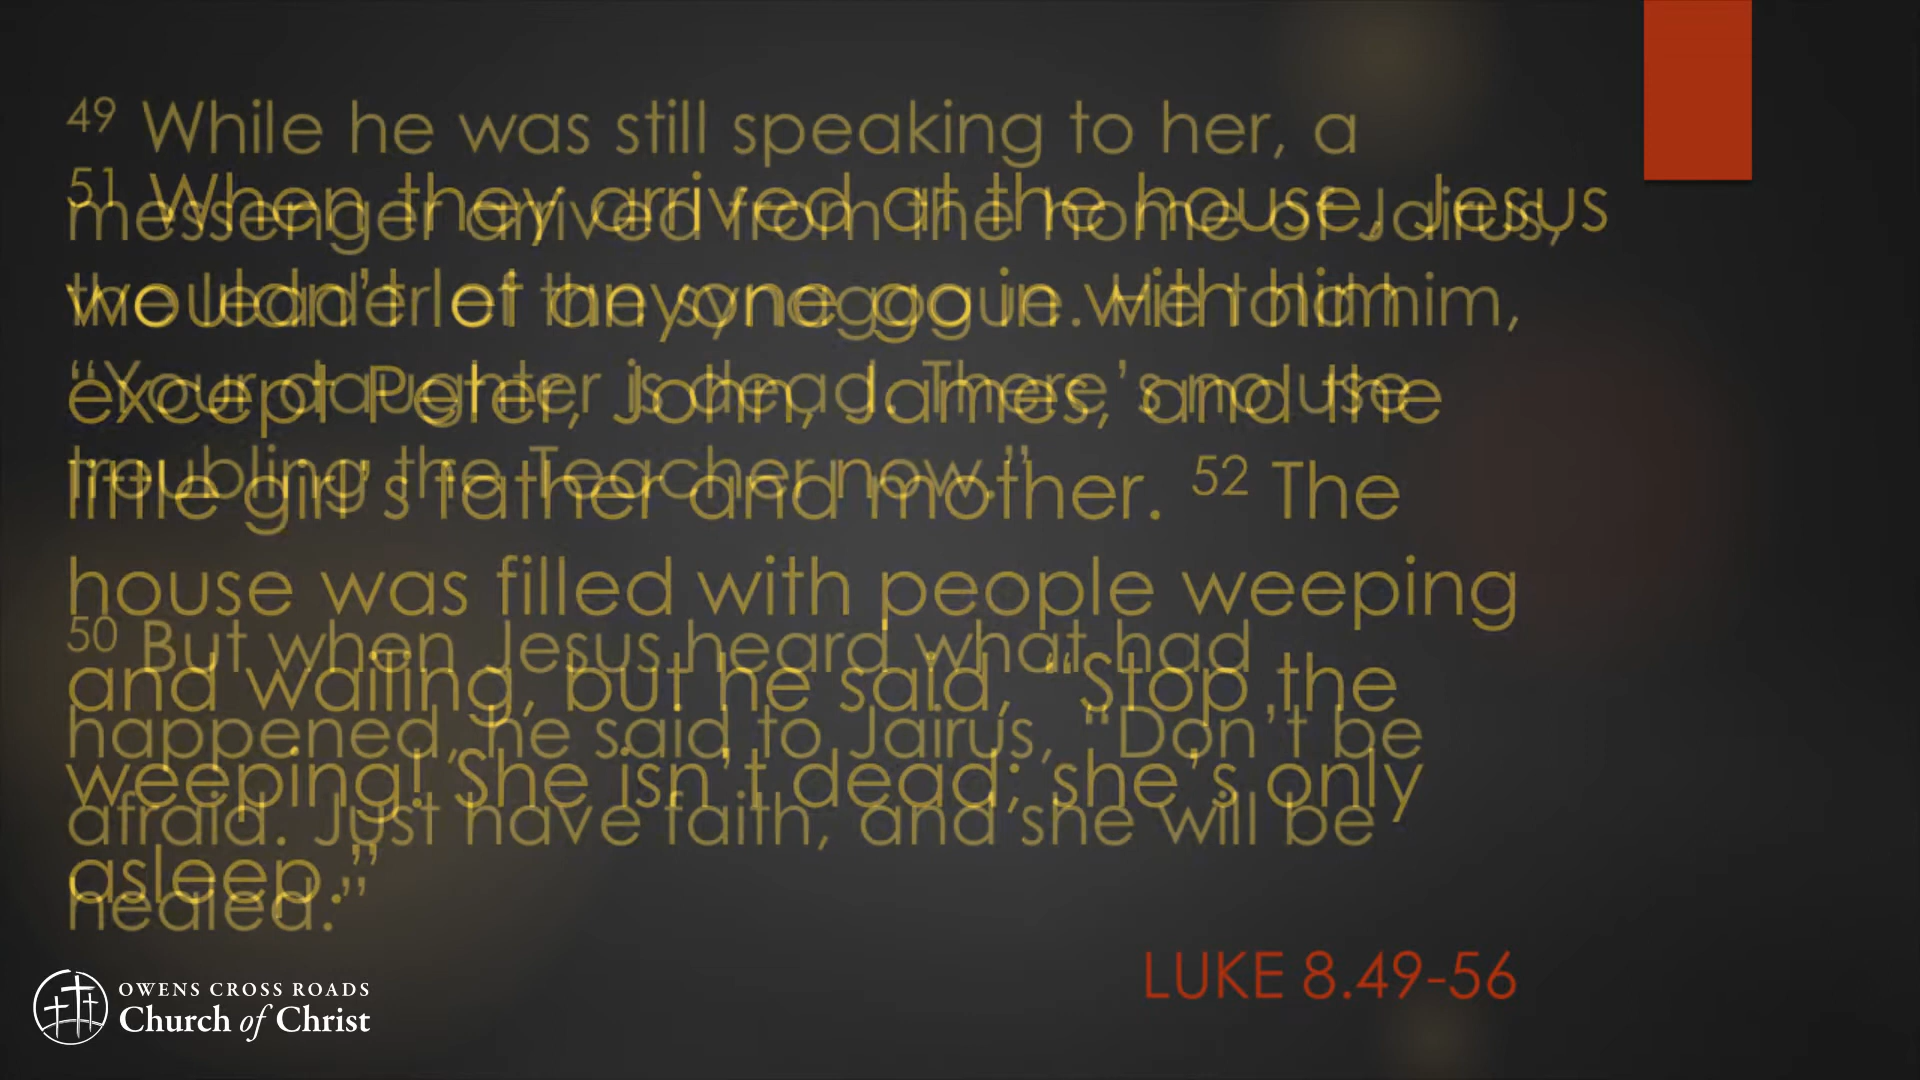 49 While he was still speaking to her, a
messenger arrived from the home of Jairus,
the leader of the synagogue. He told him,
“Your daughter is dead. There’s no use
troubling the Teacher now.”
50 But when Jesus heard what had
happened, he said to Jairus, “Don’t be
afraid. Just have faith, and she will be
healed.”
51 When they arrived at the house, Jesus
wouldn’t let anyone go in with him
except Peter, John, James, and the
little girl’s father and mother. 52 The
house was filled with people weeping
and wailing, but he said, “Stop the
weeping! She isn’t dead; she’s only
asleep.”
LUKE 8.49-56
OWENS CROSS ROADS
Church of Christ